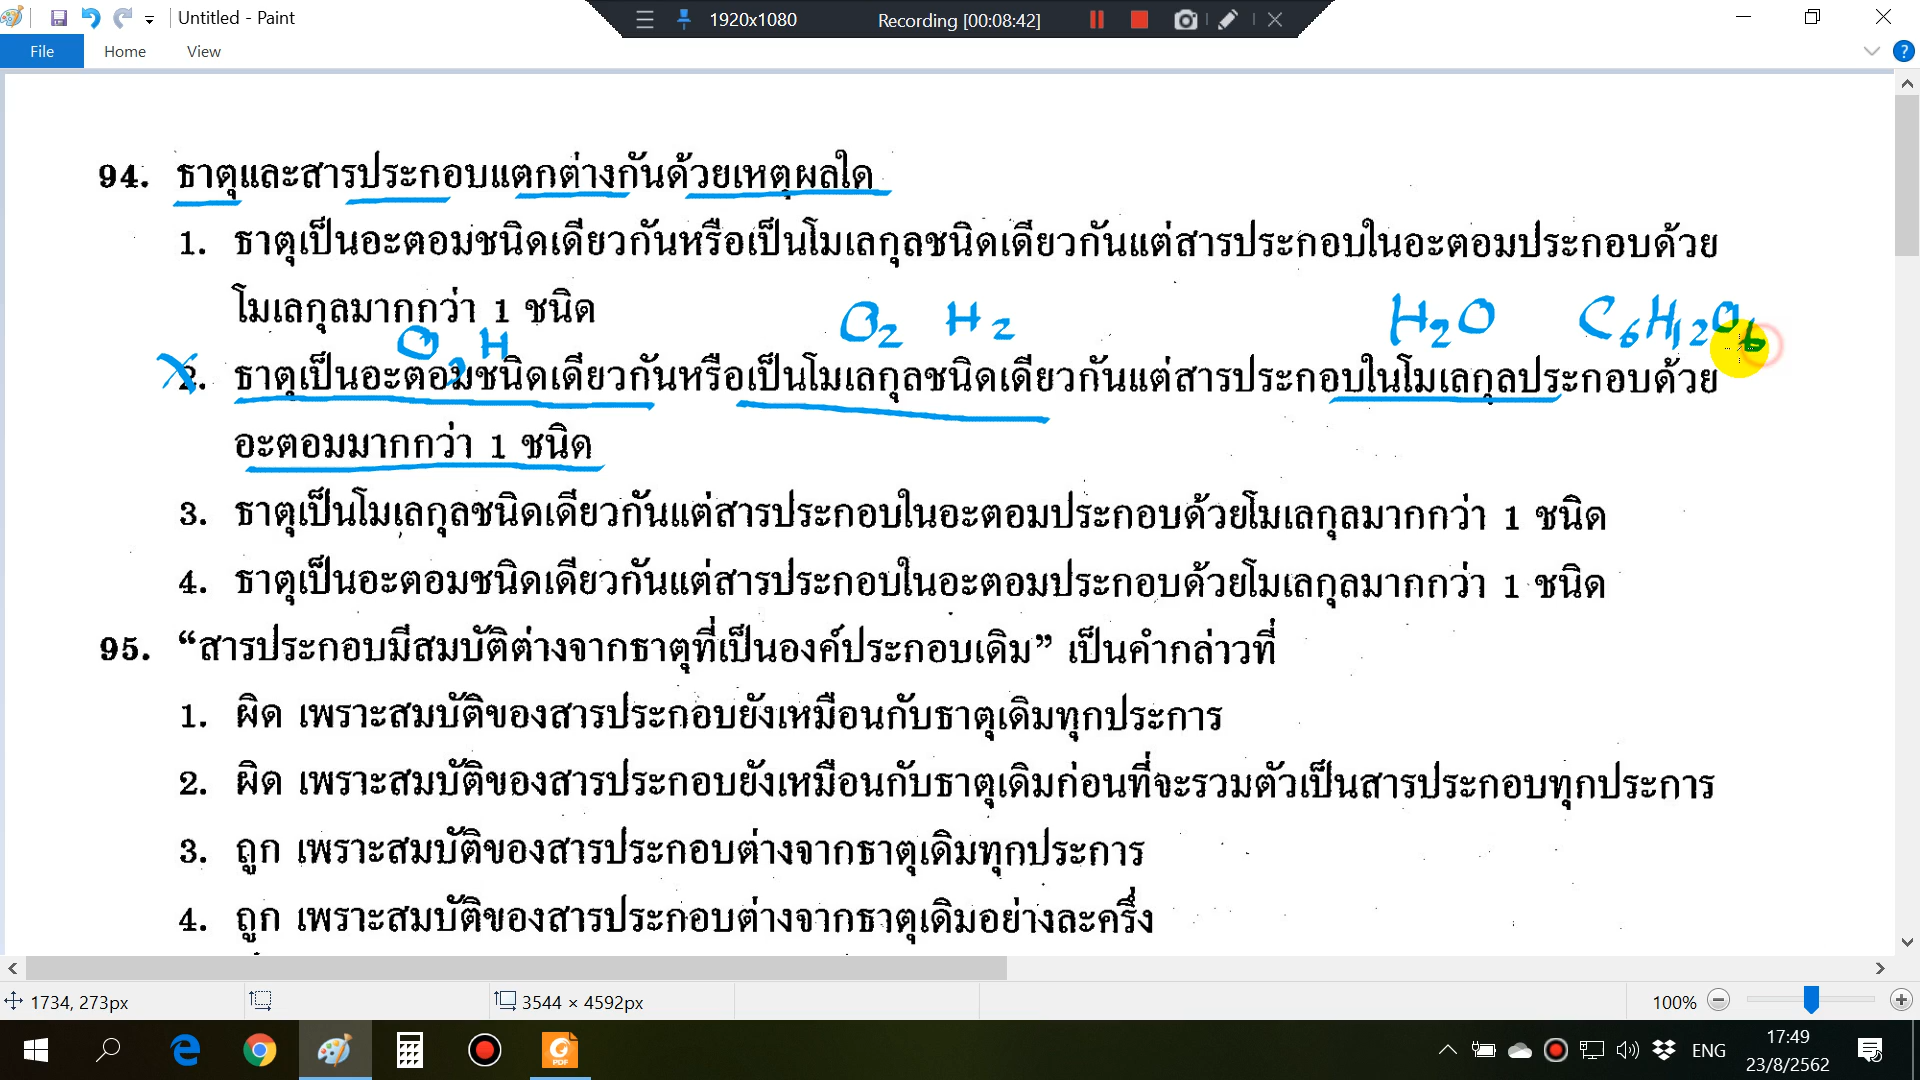 Untitled - Paint
1920x1080
Recording [00:08:42]
File
Home
View
94. ธาตุและสารประกอบแตกต่างกันด้วยเหตุผลใด
1. ธาตุเป็นอะตอมชนิดเดียวกันหรือเป็นโมเลกุลชนิดเดียวกันแต่สารประกอบในอะตอมประกอบด้วย
โมเลกุลมากกว่า 1 ชนิด
O2 H2 H2O C6H12O6
O H
2. ธาตุเป็นอะตอมชนิดเดียวกันหรือเป็นโมเลกุลชนิดเดียวกันแต่สารประกอบในโมเลกุลประกอบด้วย
อะตอมมากกว่า 1 ชนิด
3. ธาตุเป็นโมเลกุลชนิดเดียวกันแต่สารประกอบในอะตอมประกอบด้วยโมเลกุลมากกว่า 1 ชนิด
4. ธาตุเป็นอะตอมชนิดเดียวกันแต่สารประกอบในอะตอมประกอบด้วยโมเลกุลมากกว่า 1 ชนิด
95. “สารประกอบมีสมบัติต่างจากธาตุที่เป็นองค์ประกอบเดิม” เป็นคำกล่าวที่
1. ผิด เพราะสมบัติของสารประกอบยังเหมือนกับธาตุเดิมทุกประการ
2. ผิด เพราะสมบัติของสารประกอบยังเหมือนกับธาตุเดิมก่อนที่จะรวมตัวเป็นสารประกอบทุกประการ
3. ถูก เพราะสมบัติของสารประกอบต่างจากธาตุเดิมทุกประการ
4. ถูก เพราะสมบัติของสารประกอบต่างจากธาตุเดิมอย่างละครึ่ง
1734, 273px
3544 × 4592px
100%
PDF
ENG
17:49
23/8/2562